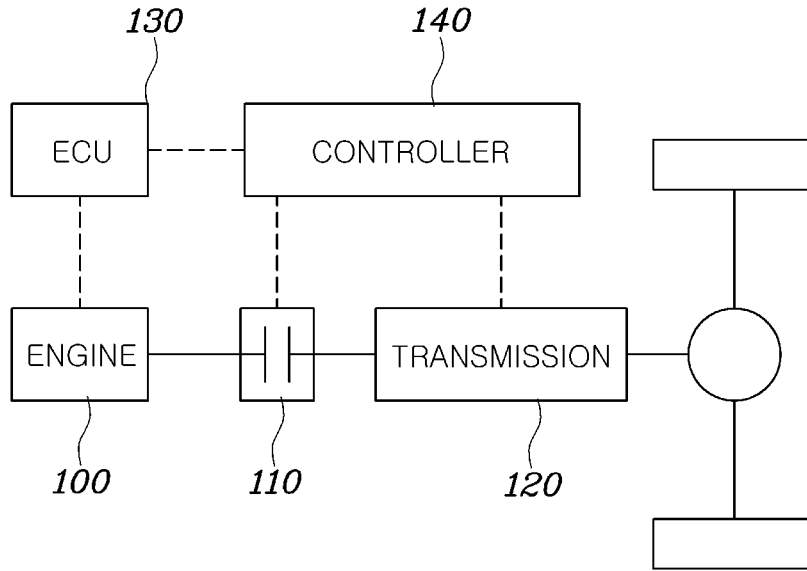 130
140
ECU
CONTROLLER
ENGINE
TRANSMISSION
100
110
120